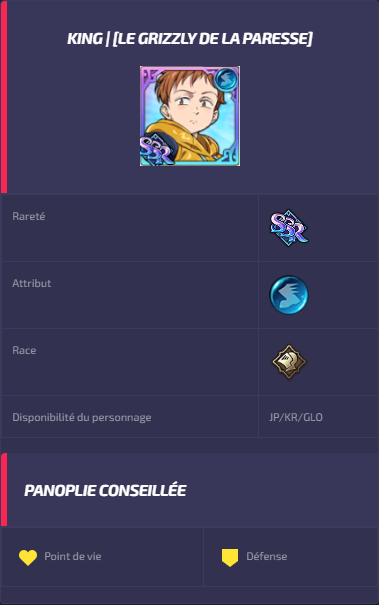 KING | [LE GRIZZLY DE LA PARESSE]
SSR
Rareté
SSR
Attribut
Race
Disponibilité du personnage JP/KR/GLO
PANOPLIE CONSEILLÉE
Point de vie Défense